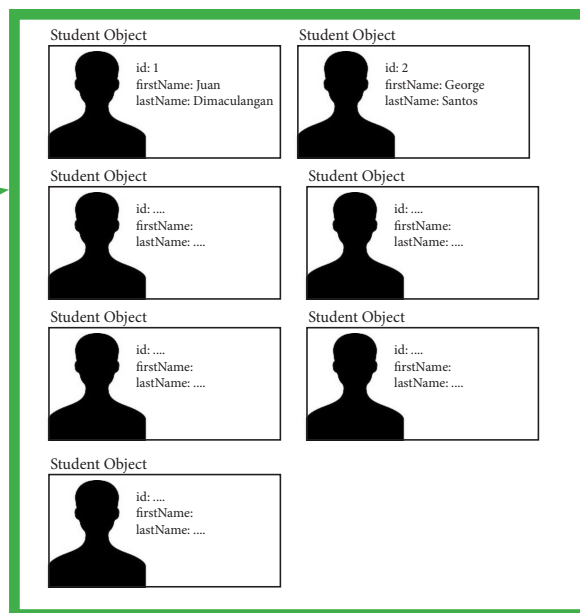 Student Object
id: 1
firstName: Juan
lastName: Dimaculangan
Student Object
id: 2
firstName: George
lastName: Santos
Student Object
id: ....
firstName:
lastName: ....
Student Object
id: ....
firstName:
lastName: ....
Student Object
id: ....
firstName:
lastName: ....
Student Object
id: ....
firstName:
lastName: ....
Student Object
id: ....
firstName:
lastName: ....